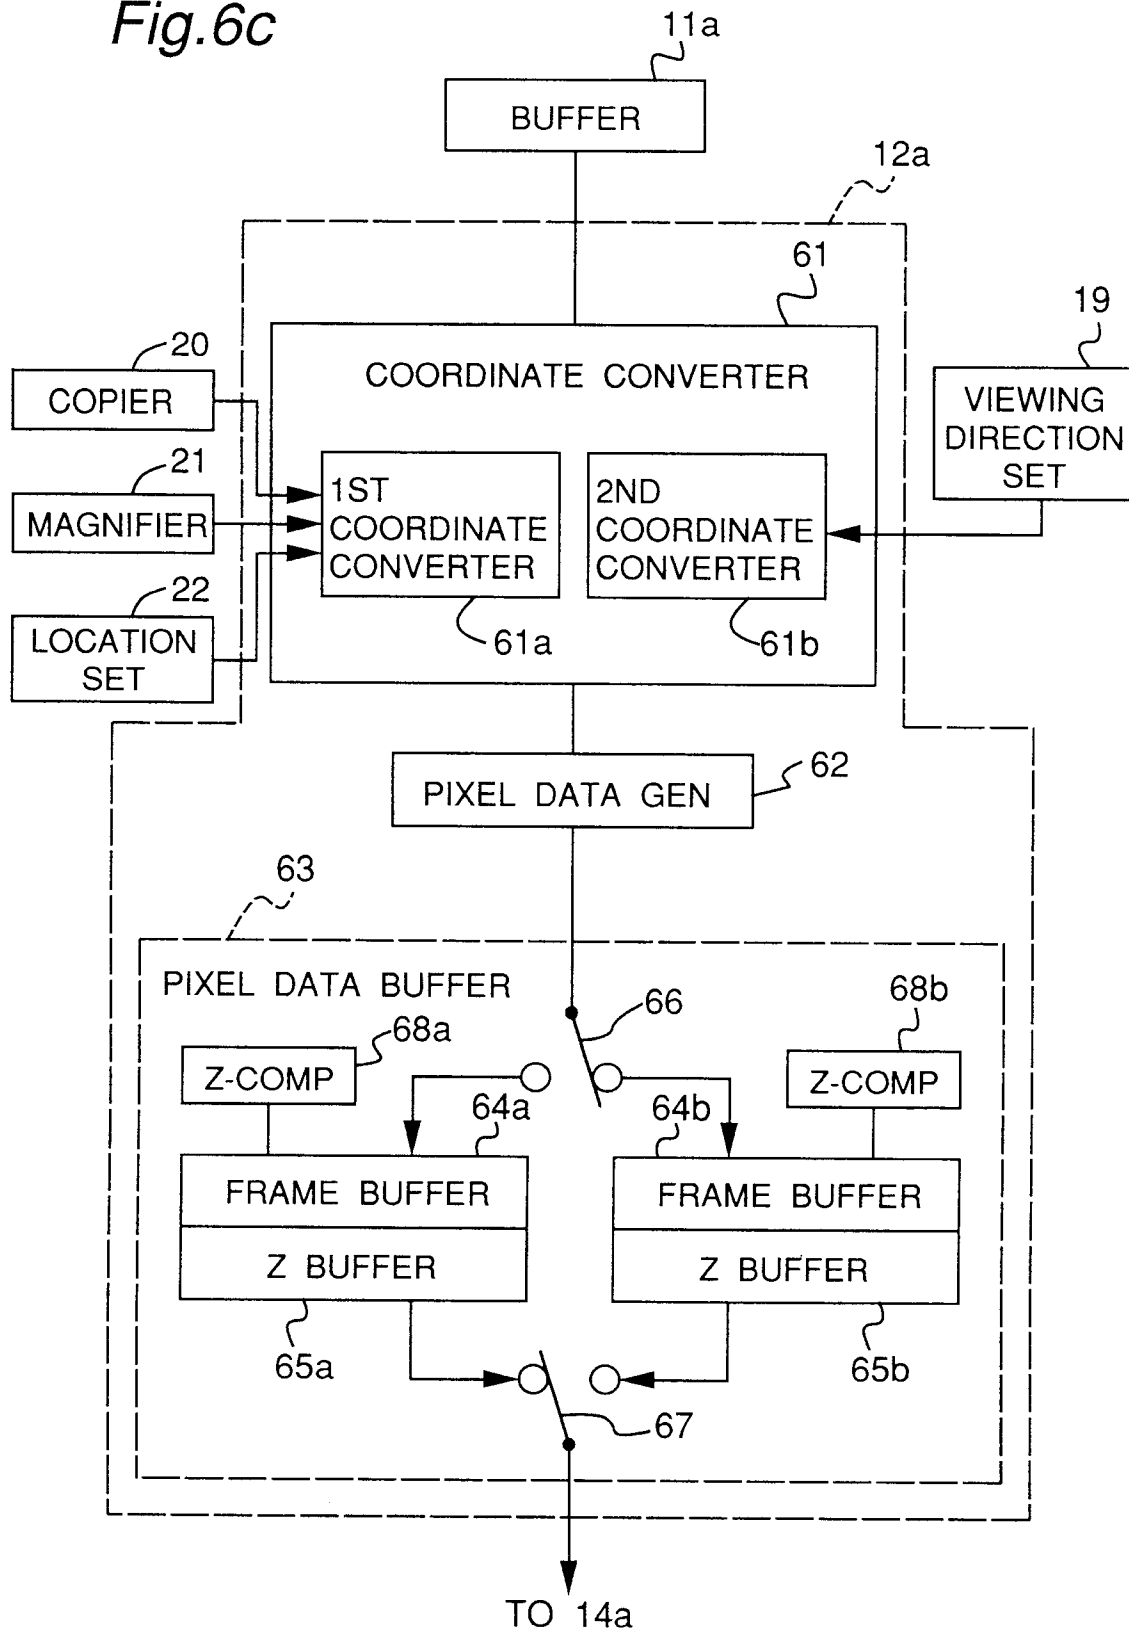 Fig.6c
11a
BUFFER
12a
61
19
20
COPIER
COORDINATE CONVERTER
VIEWING
DIRECTION
SET
21
MAGNIFIER
1ST
COORDINATE
CONVERTER
2ND
COORDINATE
CONVERTER
22
LOCATION
SET
61a
61b
PIXEL DATA GEN
62
63
PIXEL DATA BUFFER
66
68b
68a
Z-COMP
Z-COMP
64a
64b
FRAME BUFFER
FRAME BUFFER
Z BUFFER
Z BUFFER
65a
65b
67
TO 14a